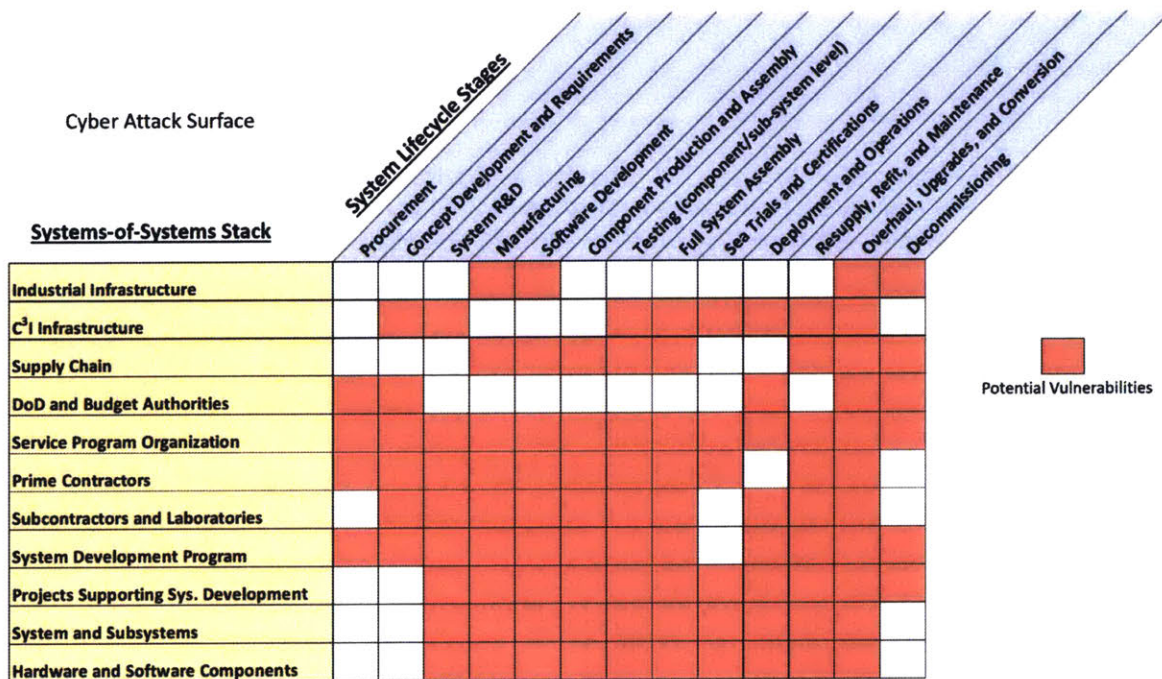 Cyber Attack Surface
System Lifecycle Stages
Procurement
Concept Development and Requirements
System R&D
Manufacturing
Software Development
Component Production and Assembly
Testing (component/sub-system level)
Full System Assembly
Sea Trials and Certifications
Deployment and Operations
Resupply, Refit, and Maintenance
Overhaul, Upgrades, and Conversion
Decommissioning
Systems-of-Systems Stack
Industrial Infrastructure
C³I Infrastructure
Supply Chain
DoD and Budget Authorities
Service Program Organization
Prime Contractors
Subcontractors and Laboratories
System Development Program
Projects Supporting Sys. Development
System and Subsystems
Hardware and Software Components
Potential Vulnerabilities